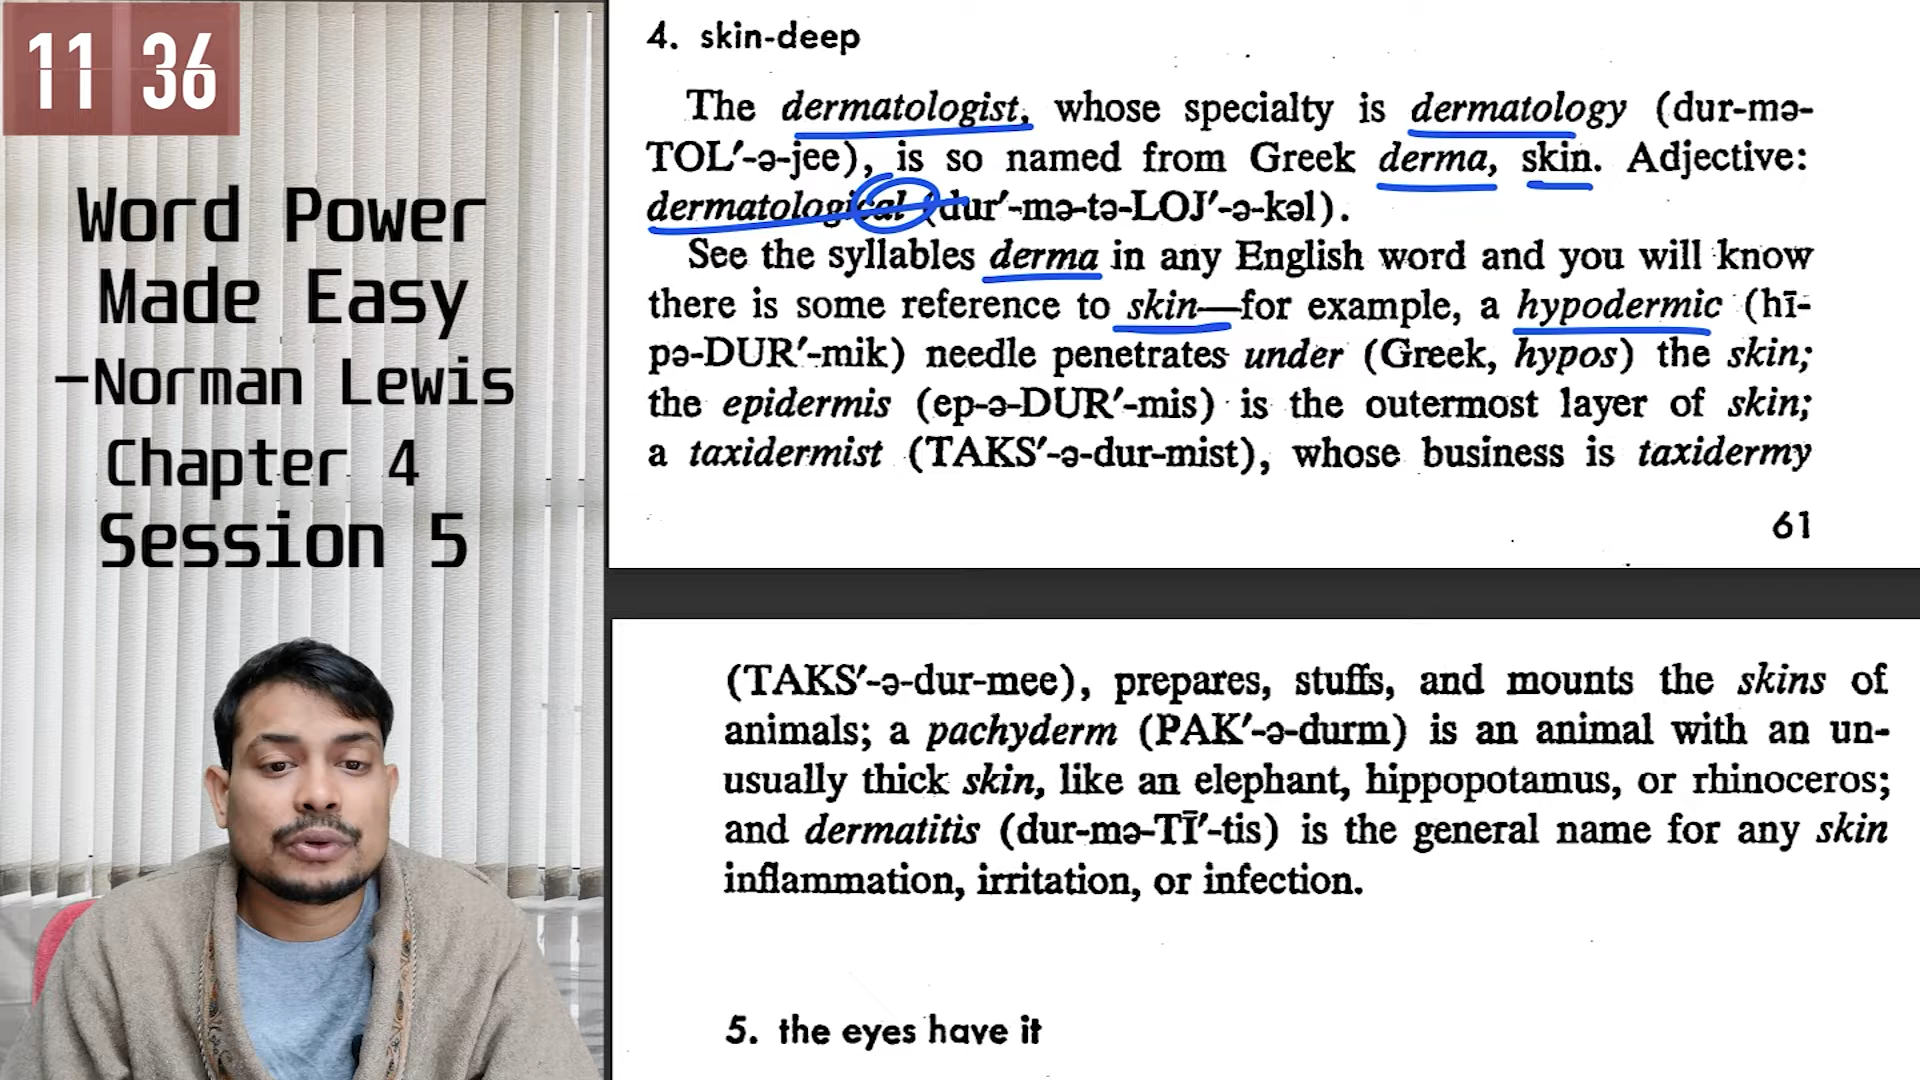 11 36
Word Power
Made Easy
-Norman Lewis
Chapter 4
Session 5
4. skin-deep
The dermatologist, whose specialty is dermatology (dur-mə-
TOL′-ə-jee), is so named from Greek derma, skin. Adjective:
dermatological (dur′-mə-tə-LOJ′-ə-kəl).
See the syllables derma in any English word and you will know
there is some reference to skin—for example, a hypodermic (hī-
pə-DUR′-mik) needle penetrates under (Greek, hypos) the skin;
the epidermis (ep-ə-DUR′-mis) is the outermost layer of skin;
a taxidermist (TAKS′-ə-dur-mist), whose business is taxidermy
61
(TAKS′-ə-dur-mee), prepares, stuffs, and mounts the skins of
animals; a pachyderm (PAK′-ə-durm) is an animal with an un-
usually thick skin, like an elephant, hippopotamus, or rhinoceros;
and dermatitis (dur-mə-TĪ′-tis) is the general name for any skin
inflammation, irritation, or infection.
5. the eyes have it